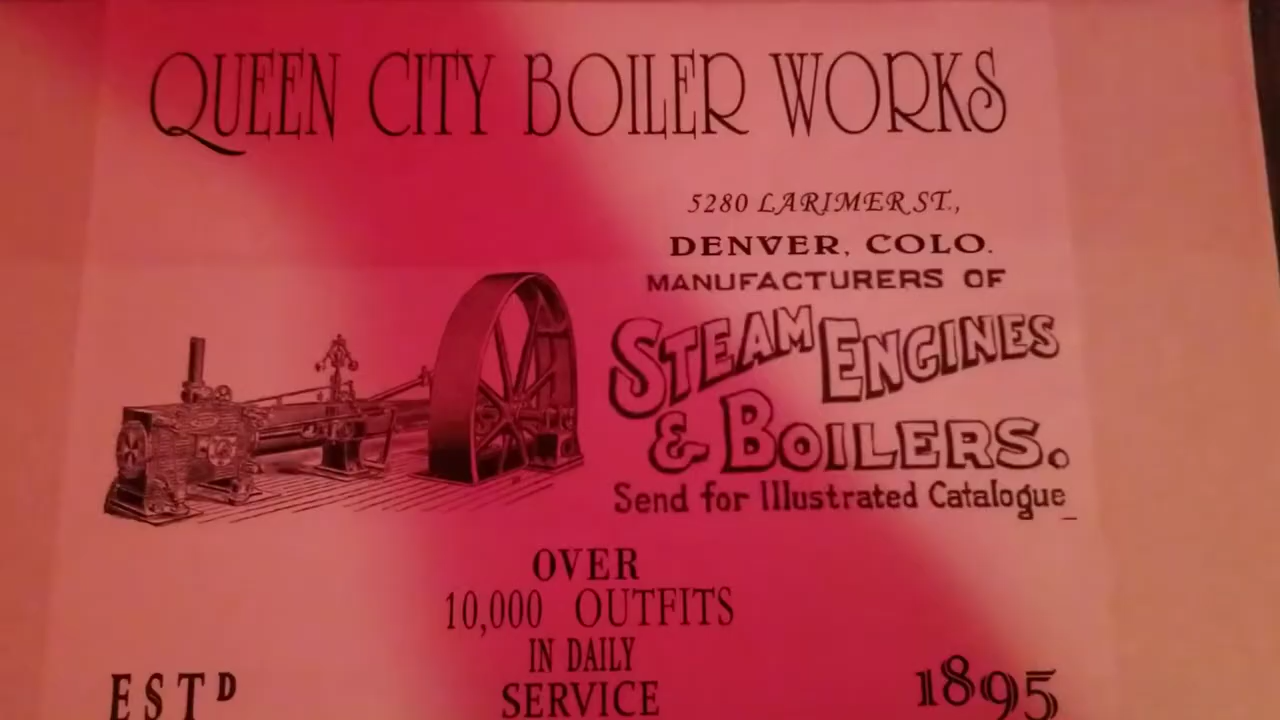 QUEEN CITY BOILER WORKS
5280 LARIMER ST.,
DENVER, COLO.
MANUFACTURERS OF
STEAM ENGINES
& BOILERS.
Send for Illustrated Catalogue
OVER
10,000 OUTFITS
IN DAILY
SERVICE
ESTD 1895